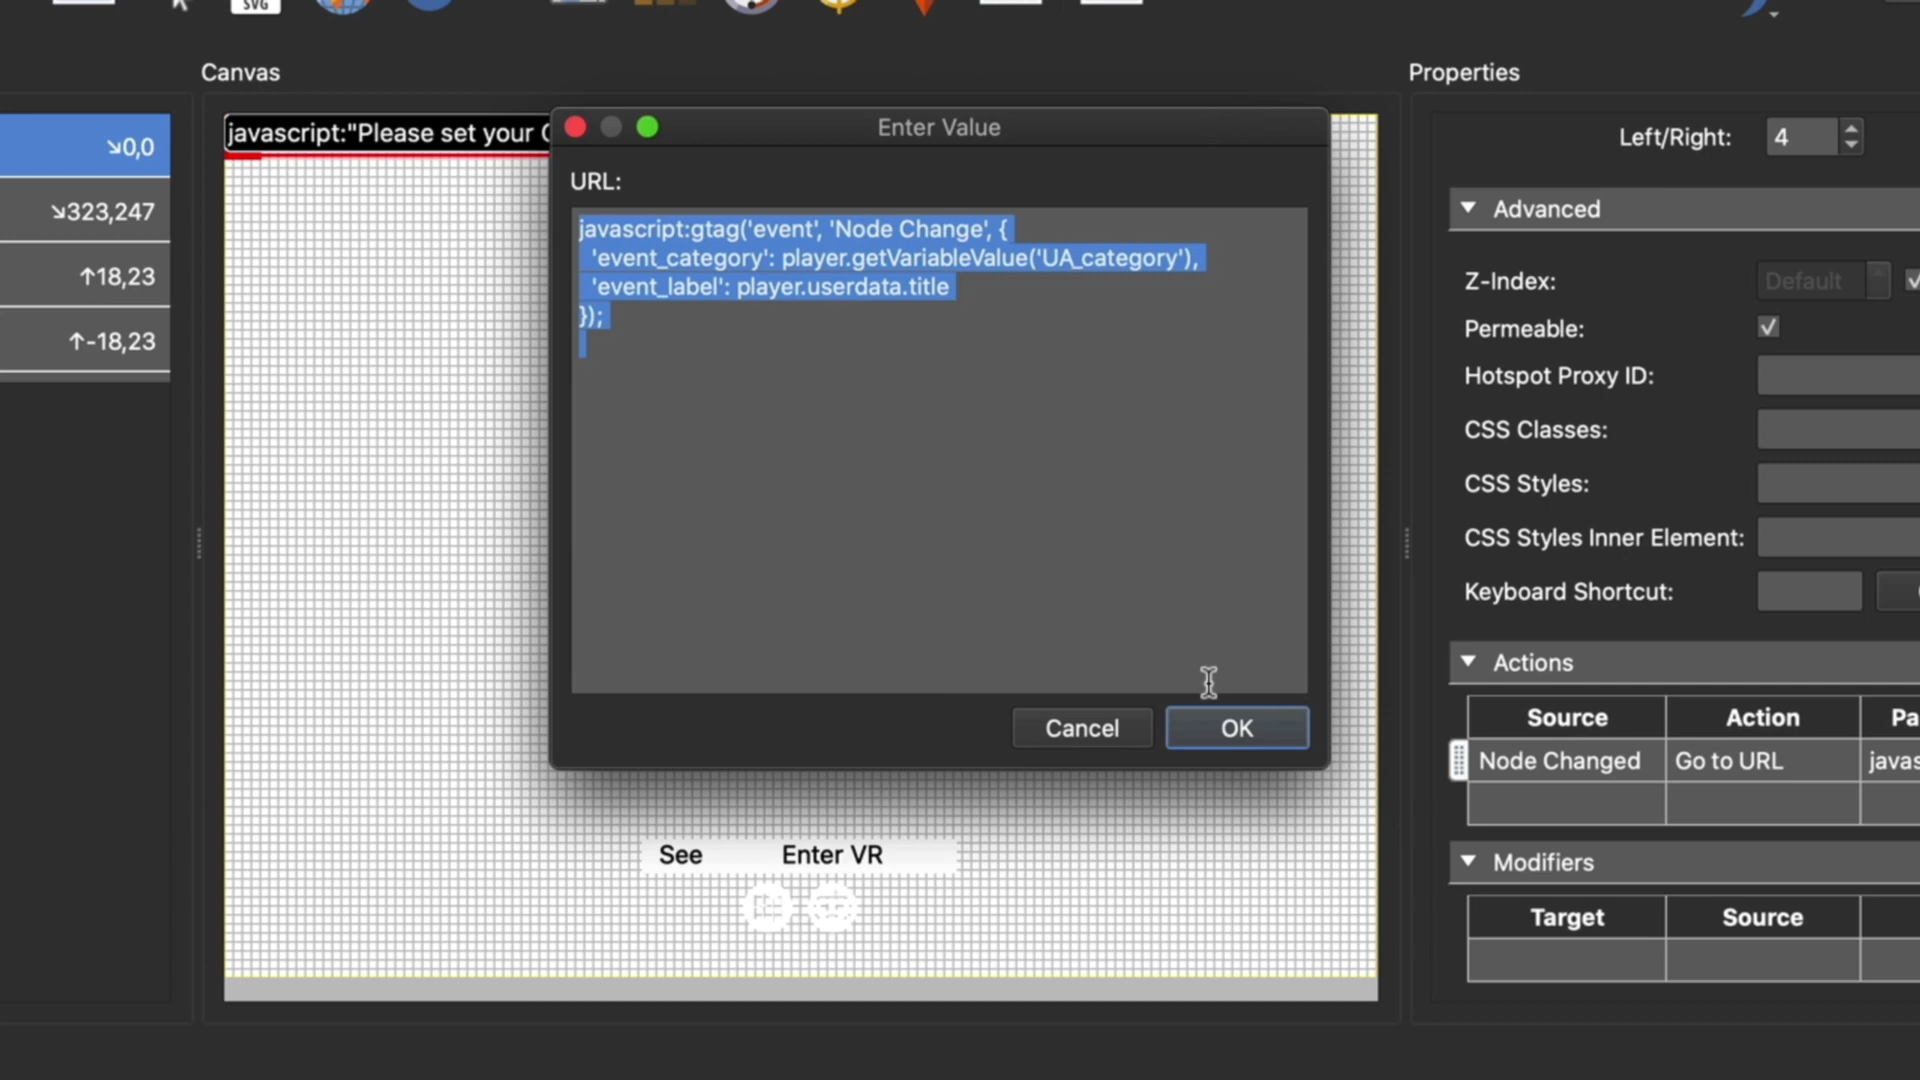 SVG
Canvas
Properties
↘0,0
↘323,247
↑18,23
↑-18,23
javascript:"Please set your
Enter Value
URL:
javascript:gtag('event', 'Node Change', {
'event_category': player.getVariableValue('UA_category'),
'event_label': player.userdata.title
});
Cancel
OK
See
Enter VR
Left/Right:
4
Advanced
Z-Index:
Default
Permeable:
Hotspot Proxy ID:
CSS Classes:
CSS Styles:
CSS Styles Inner Element:
Keyboard Shortcut:
Actions
Source
Action
Pa
Node Changed
Go to URL
javas
Modifiers
Target
Source